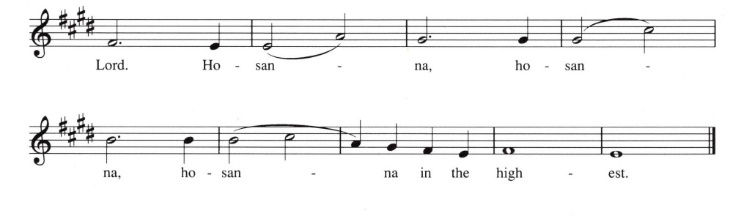 Lord. Ho - san - na, ho - san -
na, ho - san - na in the high - est.